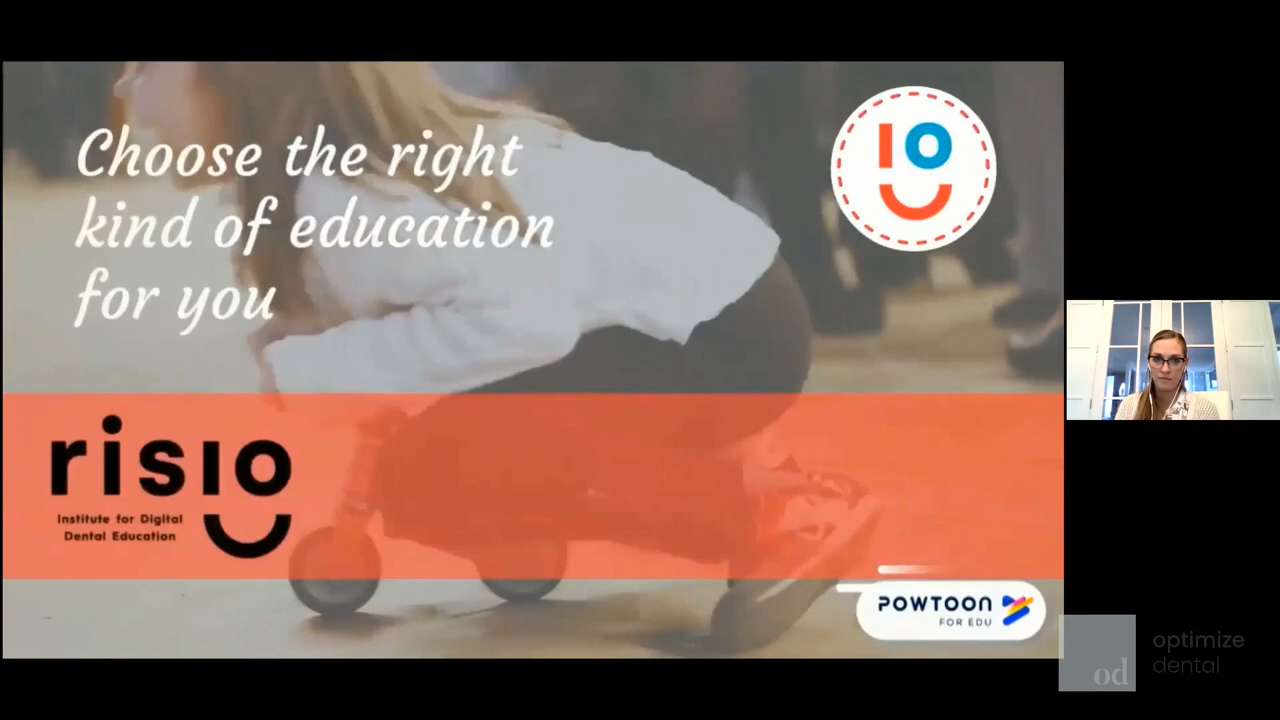 Choose the right
kind of education
for you
IO
risio
Institute for Digital
Dental Education
POWTOON
FOR EDU
od
optimize
dental